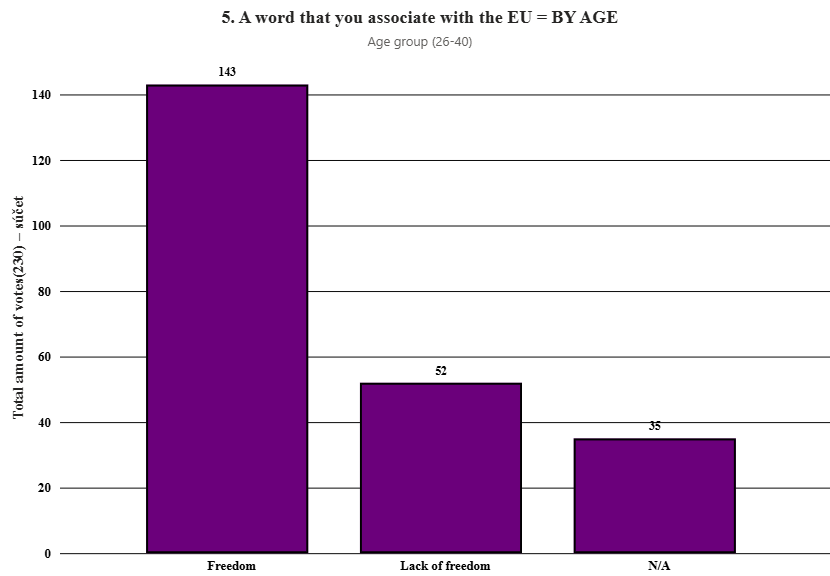 5. A word that you associate with the EU = BY AGE
Age group (26-40)
143
140
120
100
80
60
40
20
0
52
35
Total amount of votes(230) – súčet
Freedom
Lack of freedom
N/A